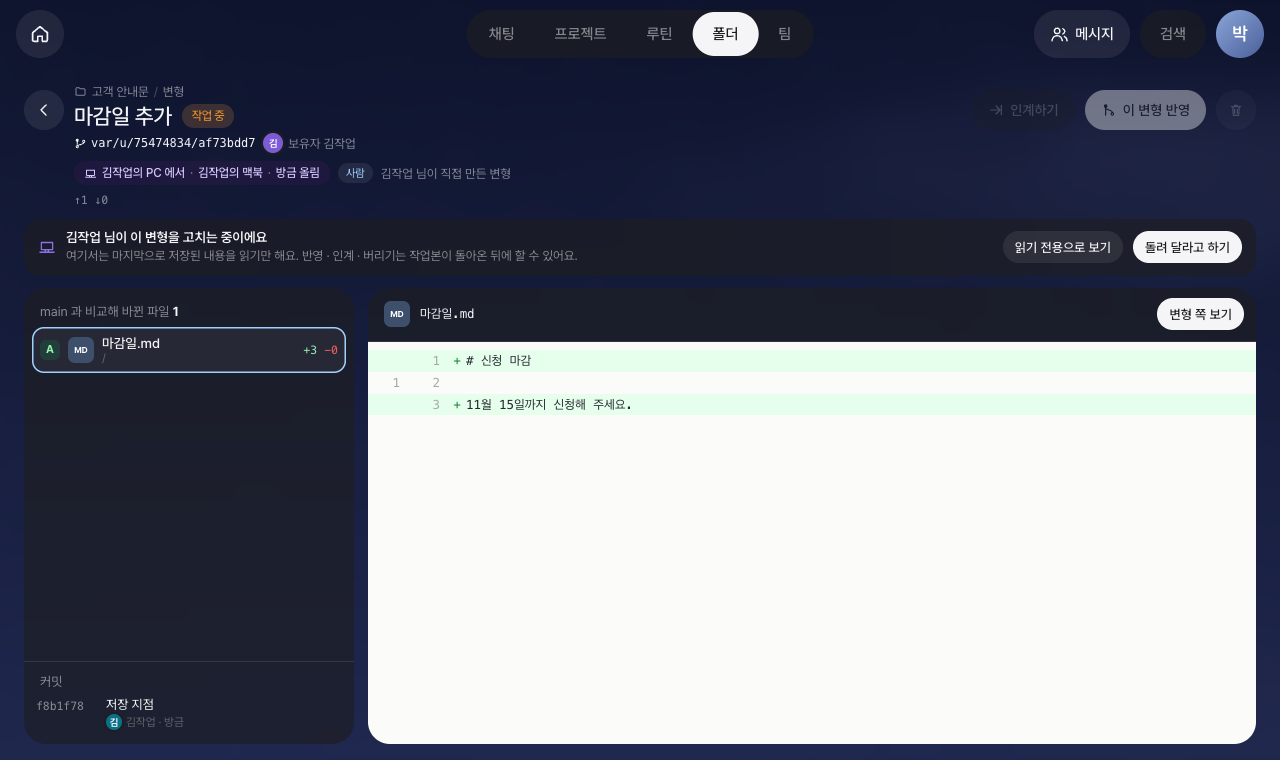 채팅 프로젝트 루틴 폴더 팀
메시지 검색 박
고객 안내문 / 변형
마감일 추가 작업 중
인계하기 이 변형 반영
var/u/75474834/af73bdd7 김 보유자 김작업
김작업의 PC 에서 · 김작업의 맥북 · 방금 올림 사람 김작업 님이 직접 만든 변형
↑1 ↓0
김작업 님이 이 변형을 고치는 중이에요
여기서는 마지막으로 저장된 내용을 읽기만 해요. 반영 · 인계 · 버리기는 작업본이 돌아온 뒤에 할 수 있어요.
읽기 전용으로 보기 돌려 달라고 하기
main 과 비교해 바뀐 파일 1
A MD 마감일.md +3 −0
/
MD 마감일.md 변형 쪽 보기
1 + # 신청 마감
1 2
3 + 11월 15일까지 신청해 주세요.
커밋
f8b1f78 저장 지점
김 김작업 · 방금